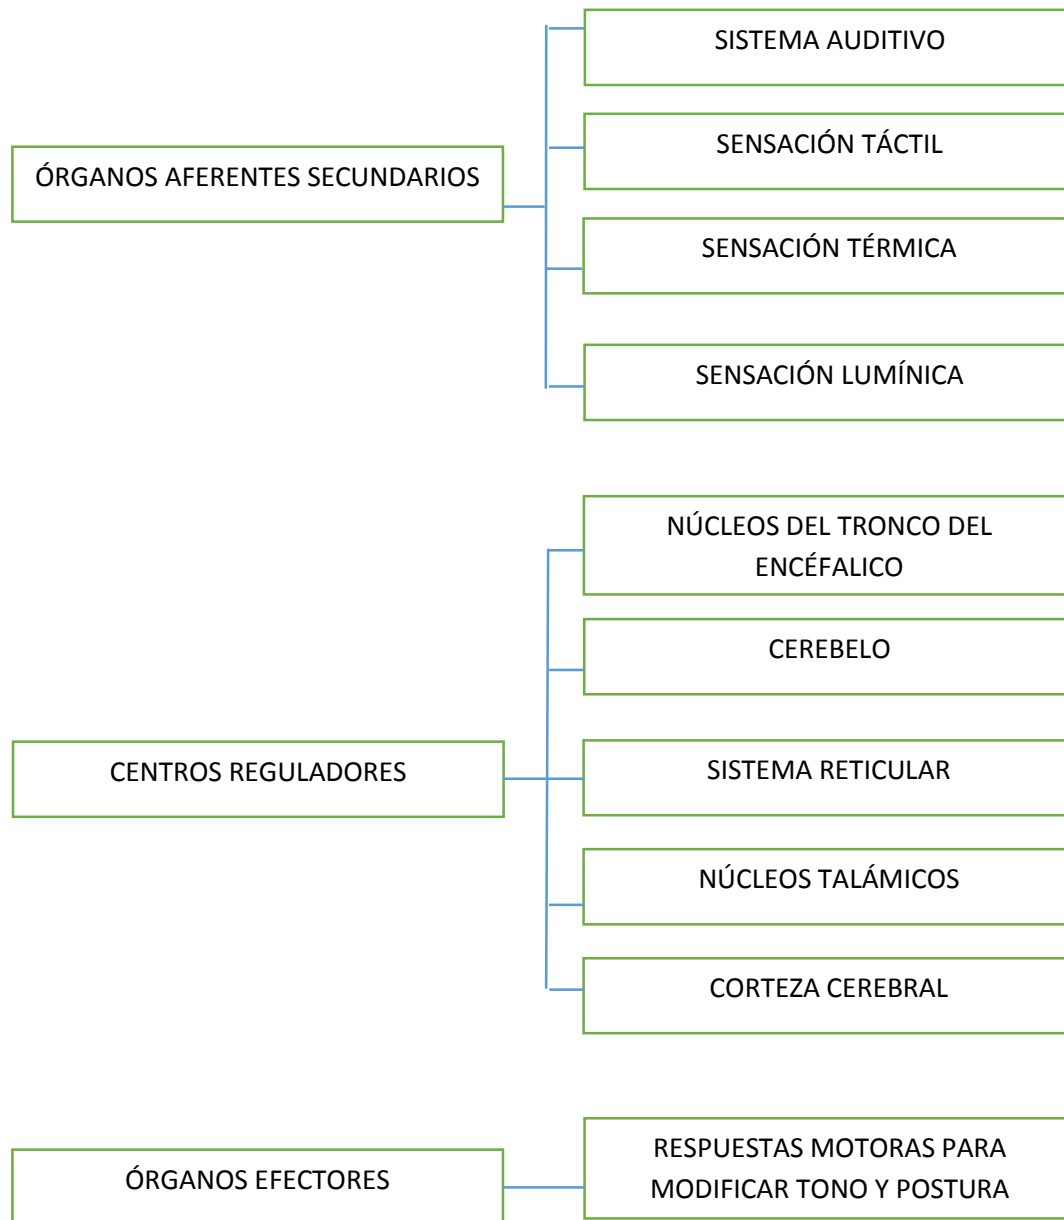 ÓRGANOS AFERENTES SECUNDARIOS
SISTEMA AUDITIVO
SENSACIÓN TÁCTIL
SENSACIÓN TÉRMICA
SENSACIÓN LUMÍNICA
CENTROS REGULADORES
NÚCLEOS DEL TRONCO DEL
ENCÉFALICO
CEREBELO
SISTEMA RETICULAR
NÚCLEOS TALÁMICOS
CORTEZA CEREBRAL
ÓRGANOS EFECTORES
RESPUESTAS MOTORAS PARA
MODIFICAR TONO Y POSTURA